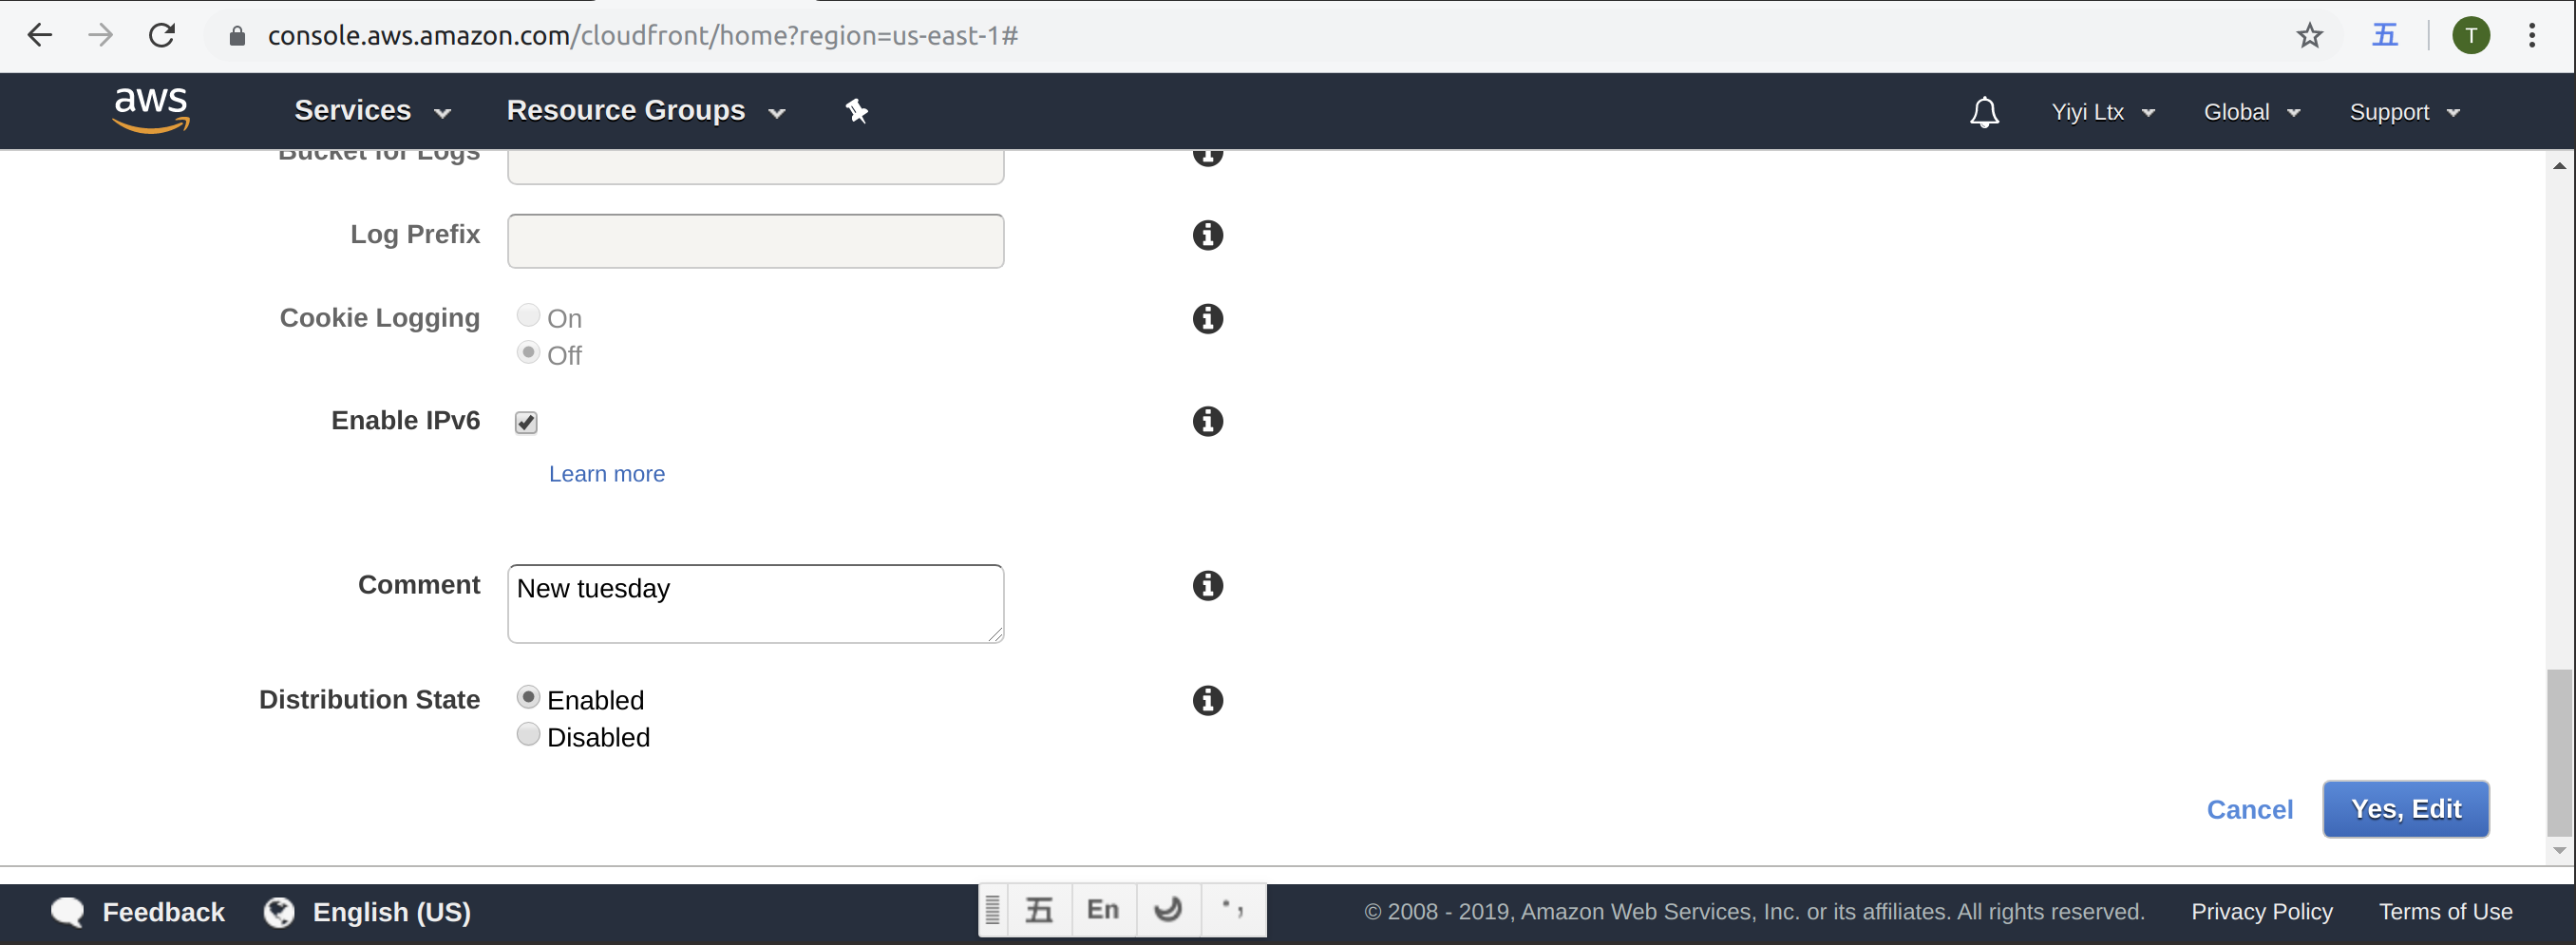 console.aws.amazon.com/cloudfront/home?region=us-east-1#
五
T
aws
Services
Resource Groups
Yiyi Ltx
Global
Support
Bucket for Logs
Log Prefix
Cookie Logging
On
Off
Enable IPv6
Learn more
Comment
New tuesday
Distribution State
Enabled
Disabled
Cancel
Yes, Edit
Feedback
English (US)
五
En
© 2008 - 2019, Amazon Web Services, Inc. or its affiliates. All rights reserved.
Privacy Policy
Terms of Use